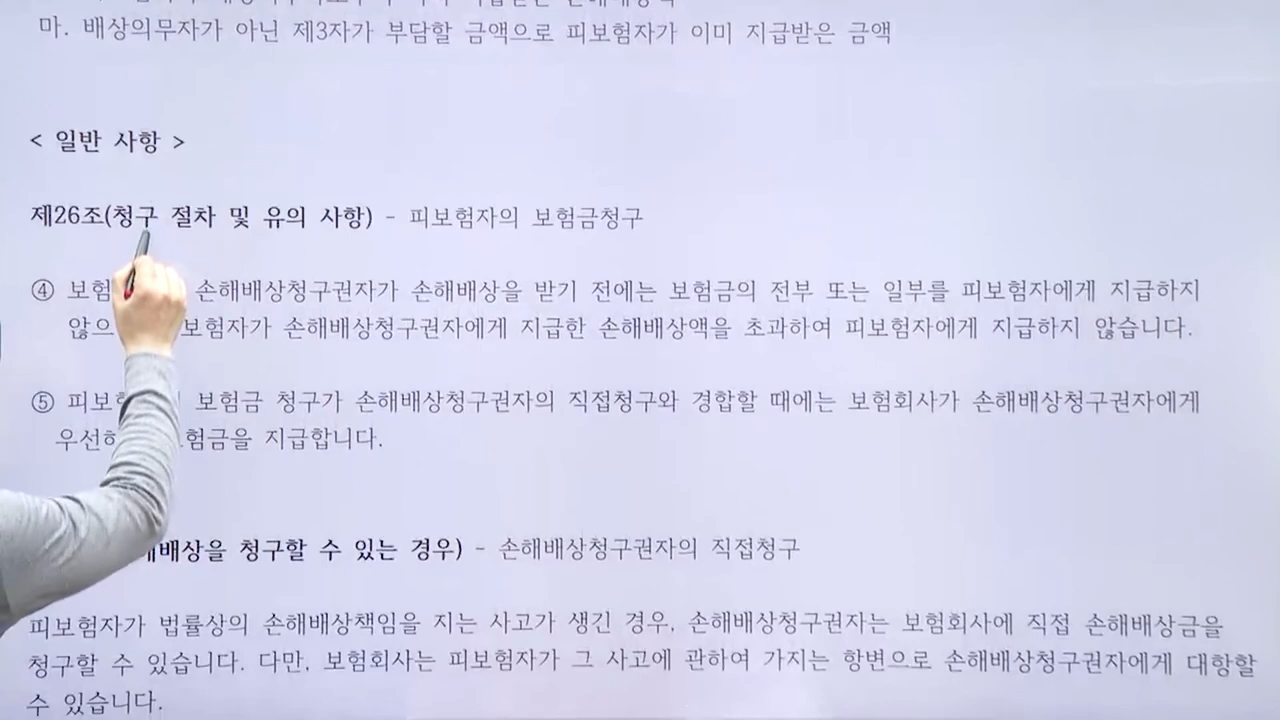 마. 배상의무자가 아닌 제3자가 부담할 금액으로 피보험자가 이미 지급받은 금액
< 일반 사항 >
제26조(청구 절차 및 유의 사항) - 피보험자의 보험금청구
④ 보험 손해배상청구권자가 손해배상을 받기 전에는 보험금의 전부 또는 일부를 피보험자에게 지급하지
않으 보험자가 손해배상청구권자에게 지급한 손해배상액을 초과하여 피보험자에게 지급하지 않습니다.
⑤ 피보 보험금 청구가 손해배상청구권자의 직접청구와 경합할 때에는 보험회사가 손해배상청구권자에게
우선 험금을 지급합니다.
배상을 청구할 수 있는 경우) - 손해배상청구권자의 직접청구
피보험자가 법률상의 손해배상책임을 지는 사고가 생긴 경우, 손해배상청구권자는 보험회사에 직접 손해배상금을
청구할 수 있습니다. 다만, 보험회사는 피보험자가 그 사고에 관하여 가지는 항변으로 손해배상청구권자에게 대항할
수 있습니다.